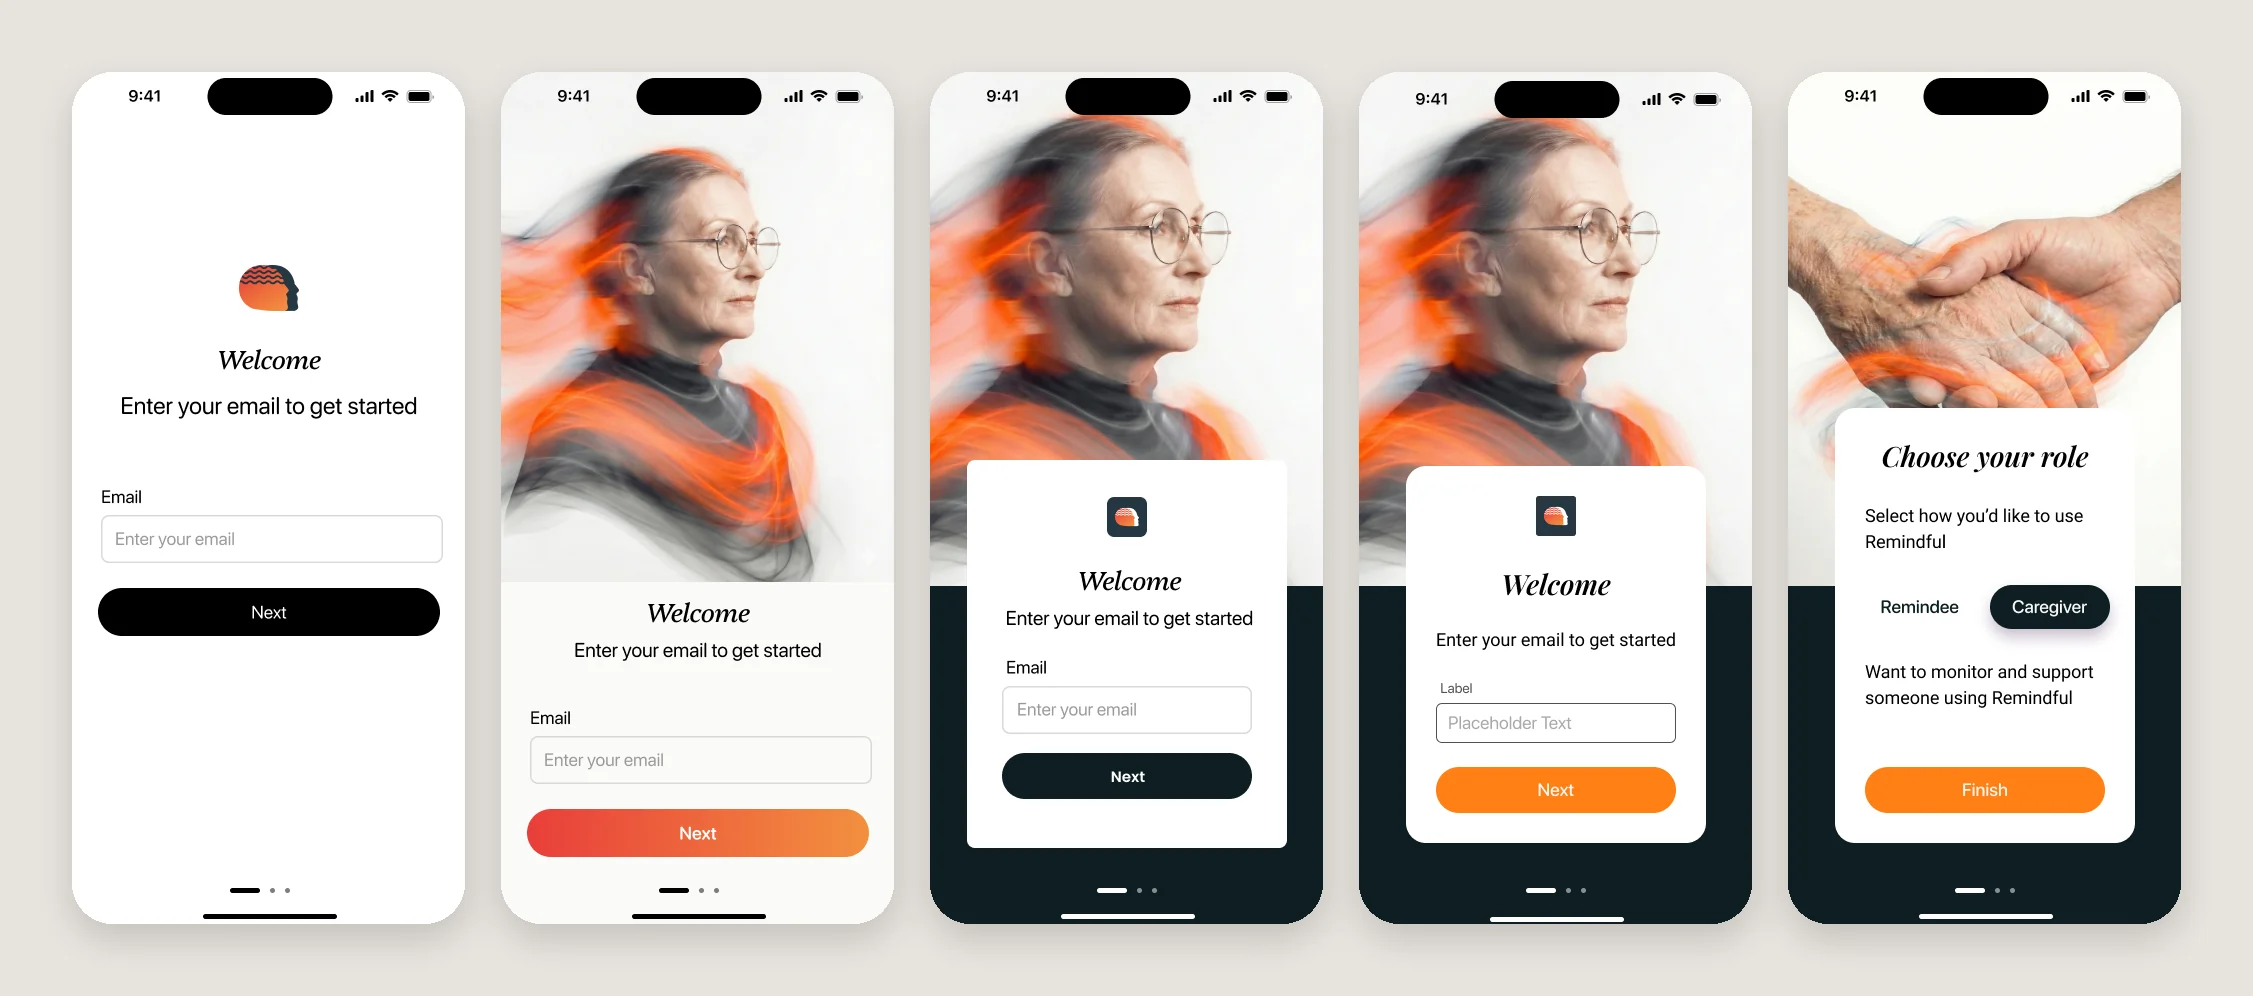 9:41
Welcome
Enter your email to get started
Email
Enter your email
Next
9:41
Welcome
Enter your email to get started
Email
Enter your email
Next
9:41
Welcome
Enter your email to get started
Email
Enter your email
Next
9:41
Welcome
Enter your email to get started
Label
Placeholder Text
Next
9:41
Choose your role
Select how you’d like to use
Remindful
Remindee Caregiver
Want to monitor and support
someone using Remindful
Finish